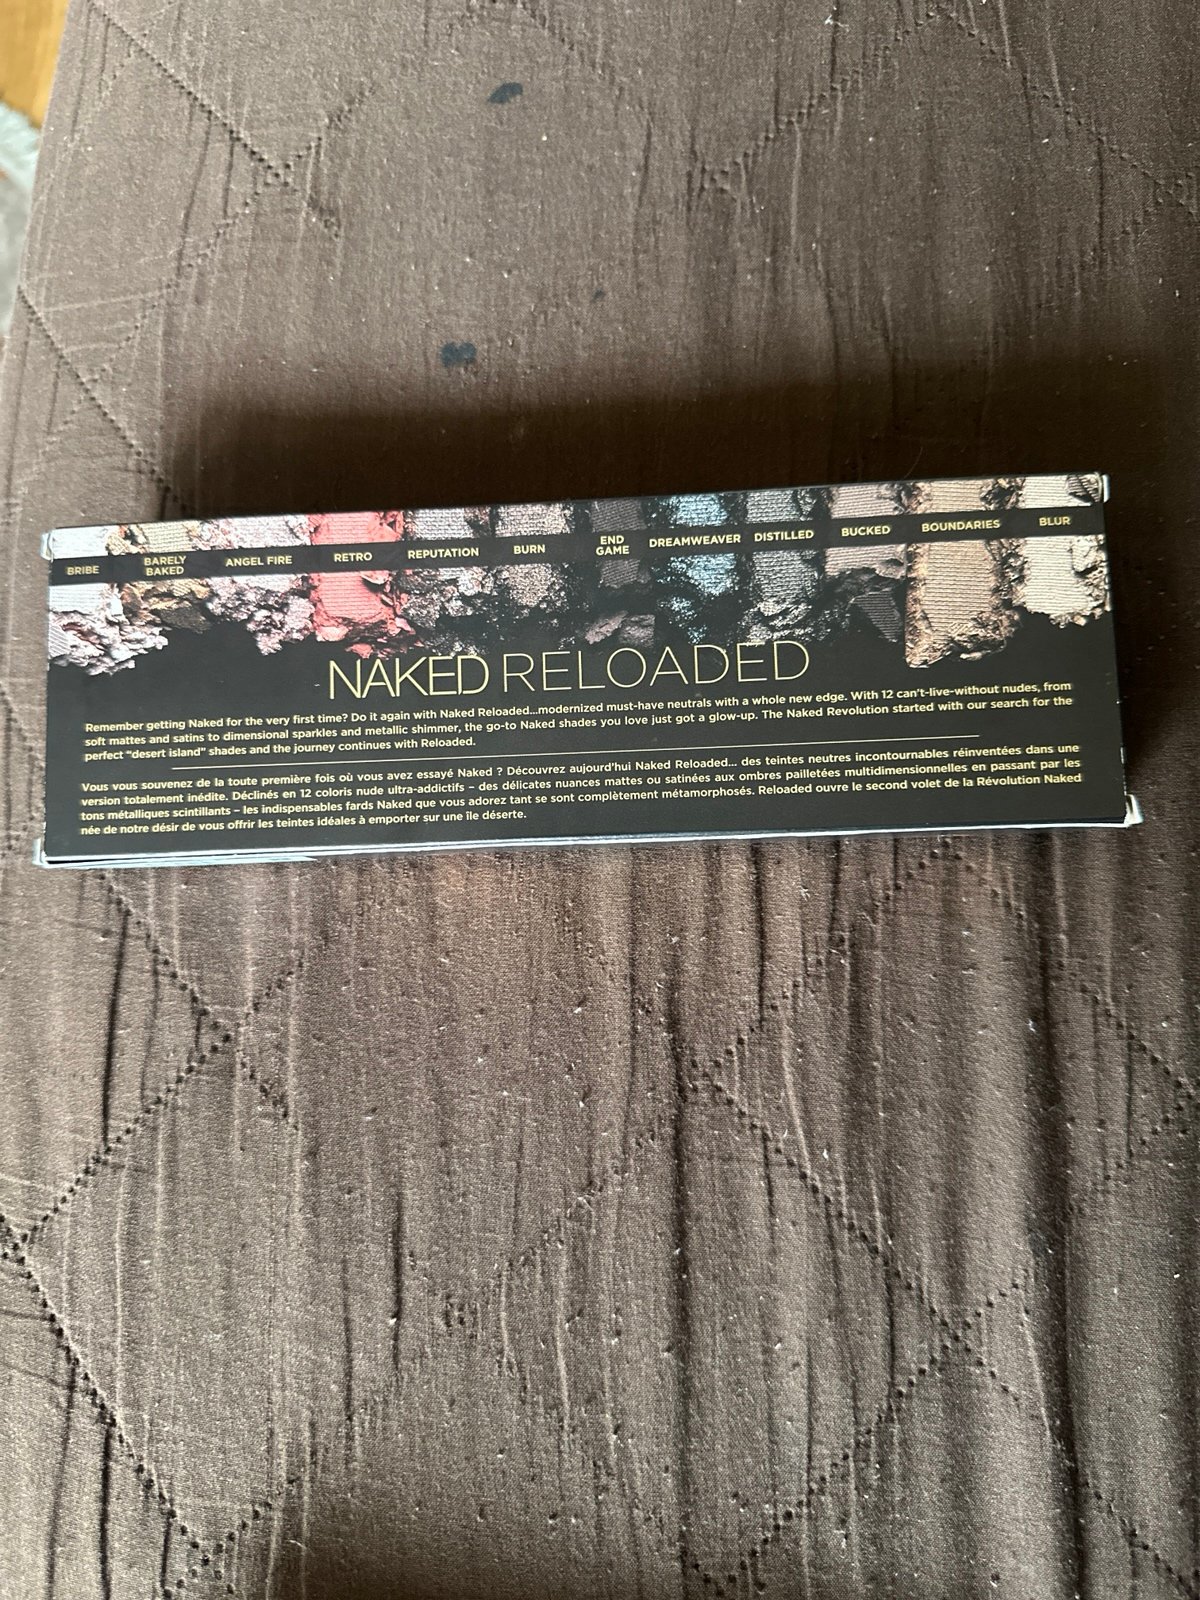 BRIBE
BARELY
BAKED
ANGEL FIRE
RETRO
REPUTATION
BURN
END
GAME
DREAMWEAVER
DISTILLED
BUCKED
BOUNDARIES
BLUR
NAKED RELOADED
Remember getting Naked for the very first time? Do it again with Naked Reloaded...modernized must-have neutrals with a whole new edge. With 12 can't-live-without nudes, from
soft mattes and satins to dimensional sparkles and metallic shimmer, the go-to Naked shades you love just got a glow-up. The Naked Revolution started with our search for the
perfect "desert island" shades and the journey continues with Reloaded.
Vous vous souvenez de la toute première fois où vous avez essayé Naked ? Découvrez aujourd'hui Naked Reloaded... des teintes neutres incontournables réinventées dans une
version totalement inédite. Déclinés en 12 coloris nude ultra-addictifs – des délicates nuances mattes ou satinées aux ombres pailletées multidimensionnelles en passant par les
tons métalliques scintillants – les indispensables fards Naked que vous adorez tant se sont complètement métamorphosés. Reloaded ouvre le second volet de la Révolution Naked
née de notre désir de vous offrir les teintes idéales à emporter sur une île déserte.